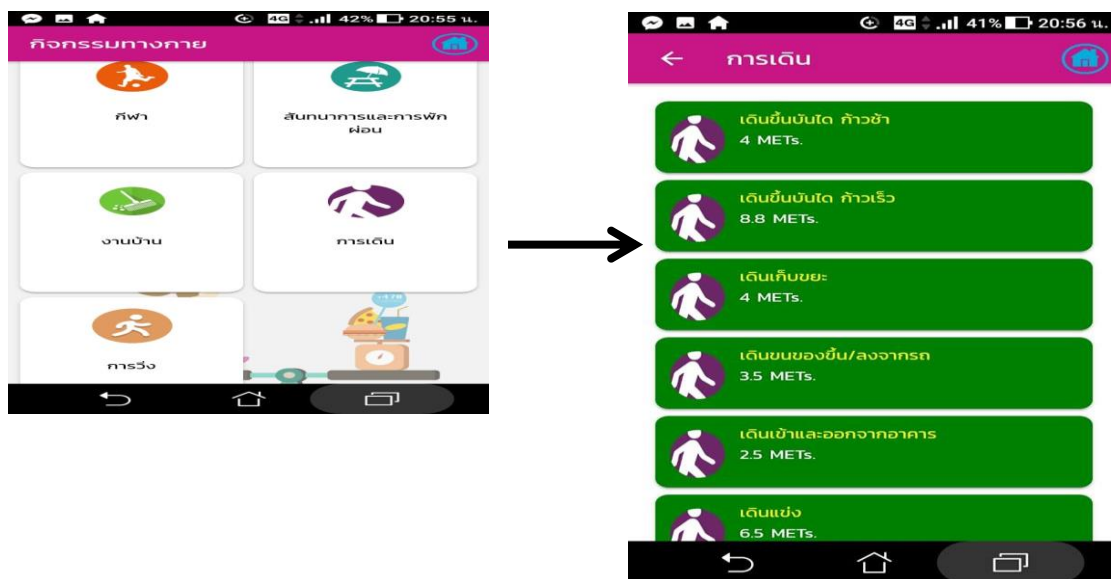 4G 42% 20:55 น.
กิจกรรมทางกาย
กีฬา
สันทนาการและการพัก
ผ่อน
งานบ้าน
การเดิน
+478
การวิ่ง
4G 41% 20:56 น.
การเดิน
เดินขึ้นบันได ก้าวช้า
4 METs.
เดินขึ้นบันได ก้าวเร็ว
8.8 METs.
เดินเก็บขยะ
4 METs.
เดินขนของขึ้น/ลงจากรถ
3.5 METs.
เดินเข้าและออกจากอาคาร
2.5 METs.
เดินแข่ง
6.5 METs.